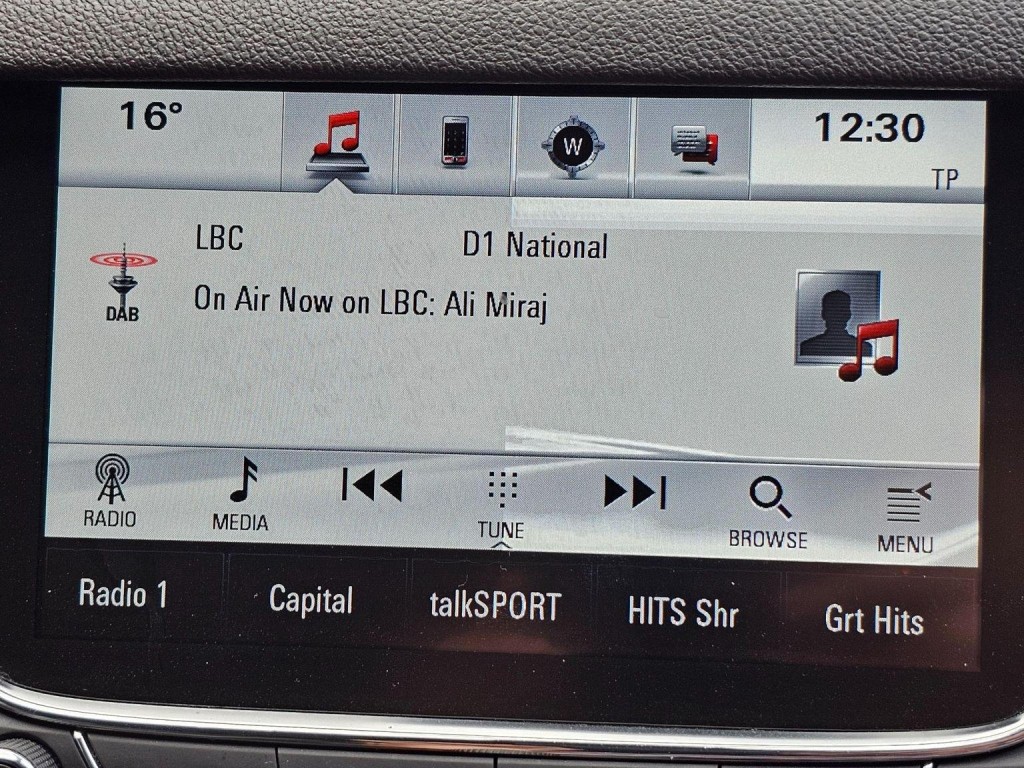 16°
W
12:30
TP
LBC D1 National
DAB
On Air Now on LBC: Ali Miraj
RADIO MEDIA TUNE BROWSE MENU
Radio 1 Capital talkSPORT HITS Shr Grt Hits